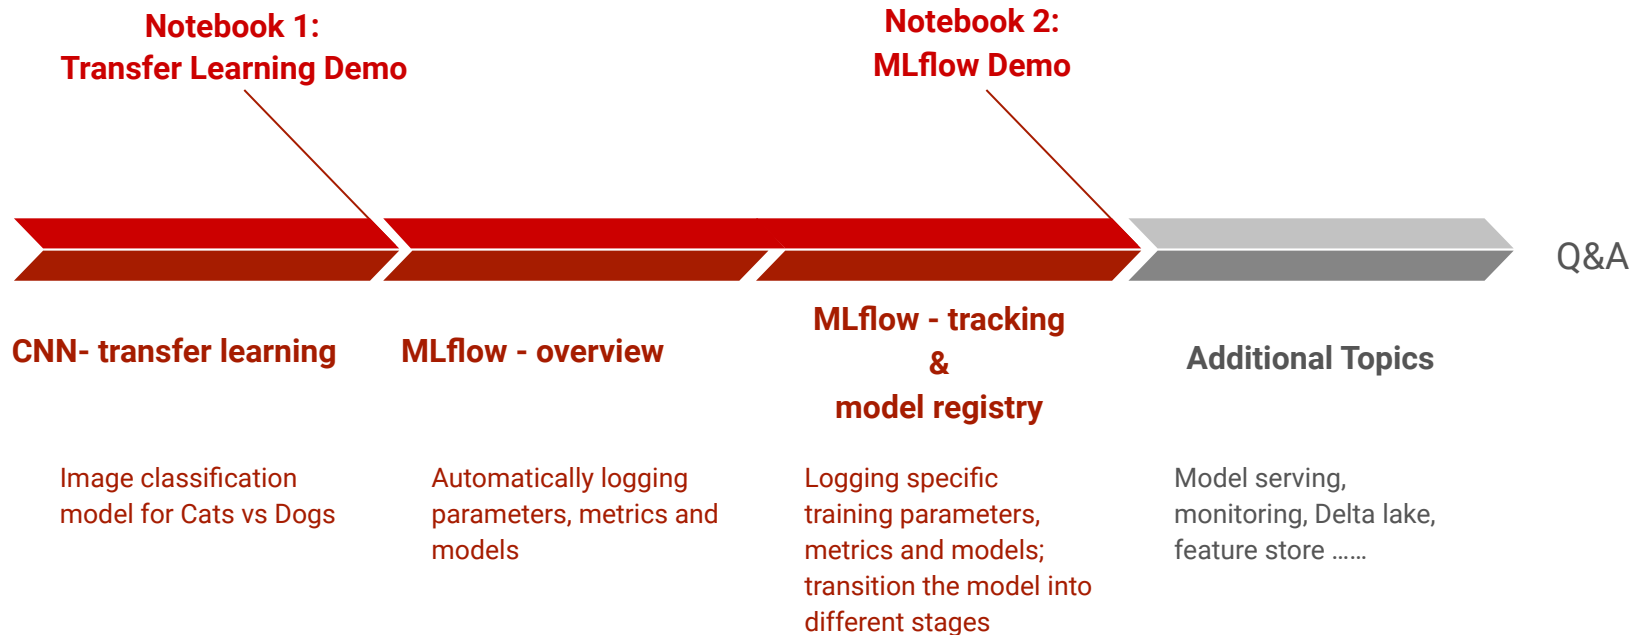 Notebook 1:
Transfer Learning Demo
Notebook 2:
MLflow Demo
Q&A
CNN- transfer learning
MLflow - overview
MLflow - tracking
&
model registry
Additional Topics
Image classification
model for Cats vs Dogs
Automatically logging
parameters, metrics and
models
Logging specific
training parameters,
metrics and models;
transition the model into
different stages
Model serving,
monitoring, Delta lake,
feature store ......